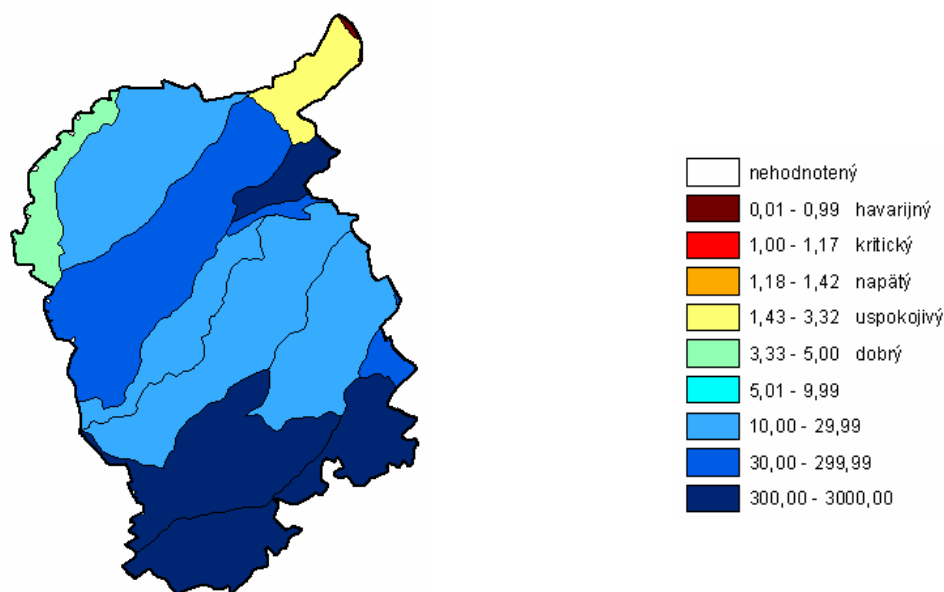 nehodnotený
0,01 - 0,99 havarijný
1,00 - 1,17 kritický
1,18 - 1,42 napätý
1,43 - 3,32 uspokojivý
3,33 - 5,00 dobrý
5,01 - 9,99
10,00 - 29,99
30,00 - 299,99
300,00 - 3000,00